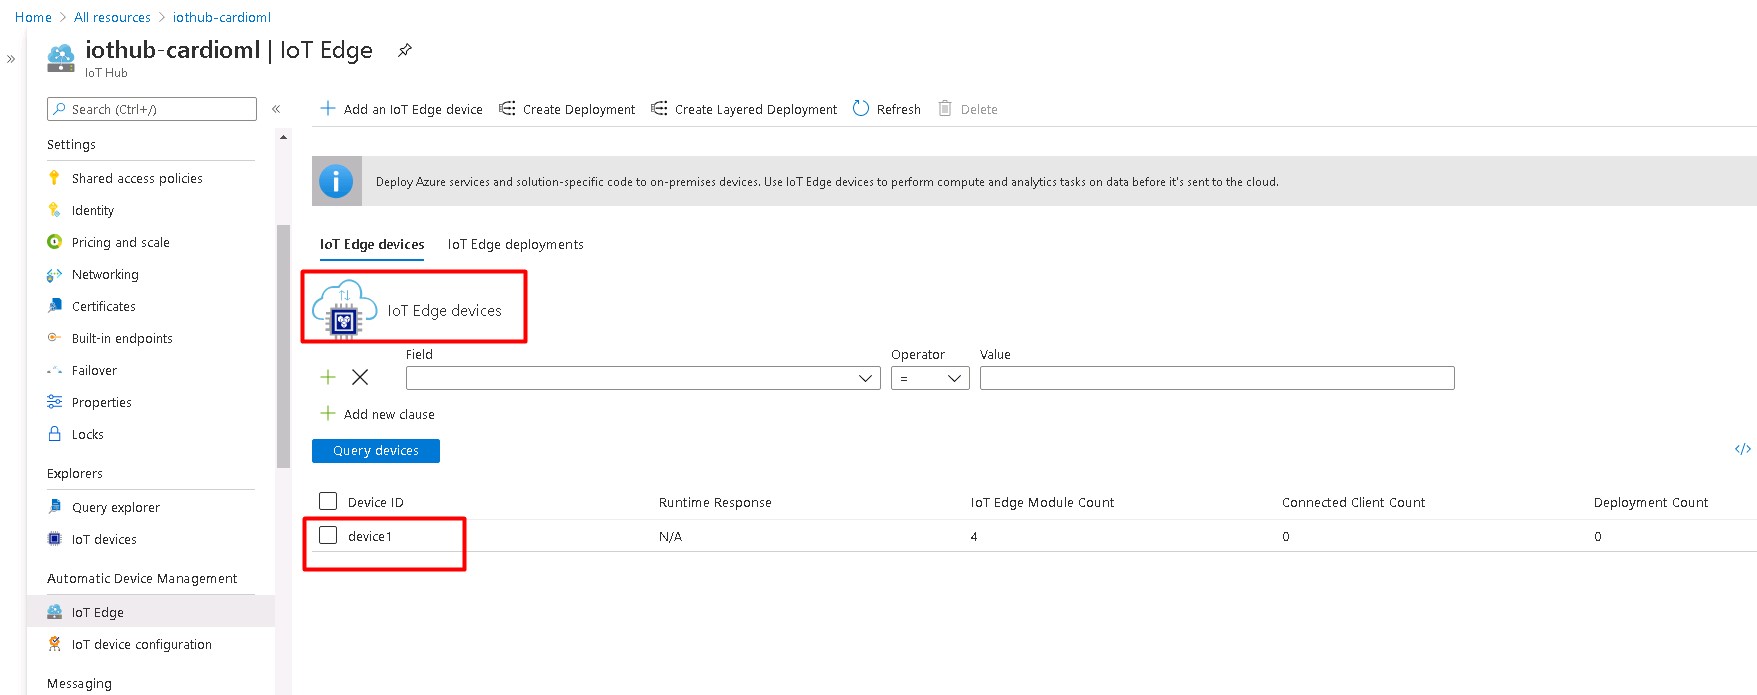 Home > All resources > iothub-cardioml
iothub-cardioml | IoT Edge
IoT Hub
Search (Ctrl+/)
Settings
Shared access policies
Identity
Pricing and scale
Networking
Certificates
Built-in endpoints
Failover
Properties
Locks
Explorers
Query explorer
IoT devices
Automatic Device Management
IoT Edge
IoT device configuration
Messaging
Add an IoT Edge device Create Deployment Create Layered Deployment Refresh Delete
Deploy Azure services and solution-specific code to on-premises devices. Use IoT Edge devices to perform compute and analytics tasks on data before it's sent to the cloud.
IoT Edge devices IoT Edge deployments
IoT Edge devices
Field Operator Value
=
Add new clause
Query devices
Device ID Runtime Response IoT Edge Module Count Connected Client Count Deployment Count
device1 N/A 4 0 0